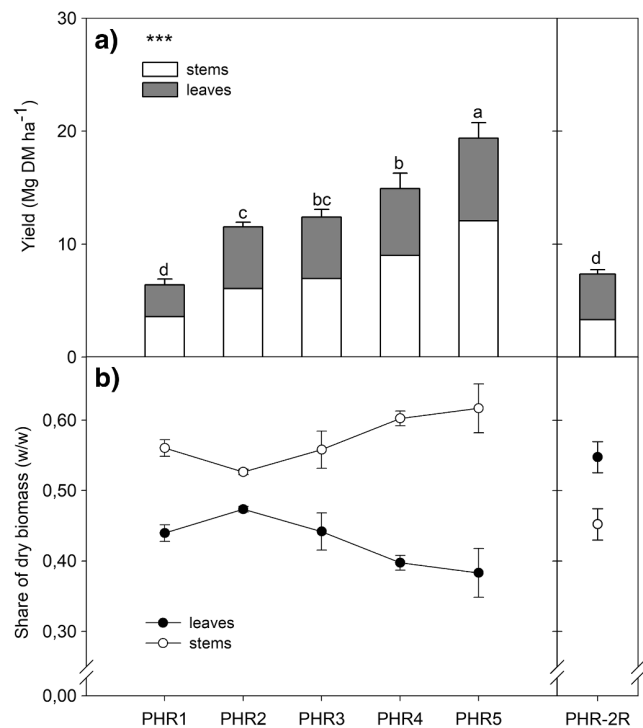 a)
***
stems
leaves
Yield (Mg DM ha⁻¹)
30
20
10
0
d
c
bc
b
a
d
b)
Share of dry biomass (w/w)
0,60
0,50
0,40
0,30
0,00
leaves
stems
PHR1 PHR2 PHR3 PHR4 PHR5 PHR-2R